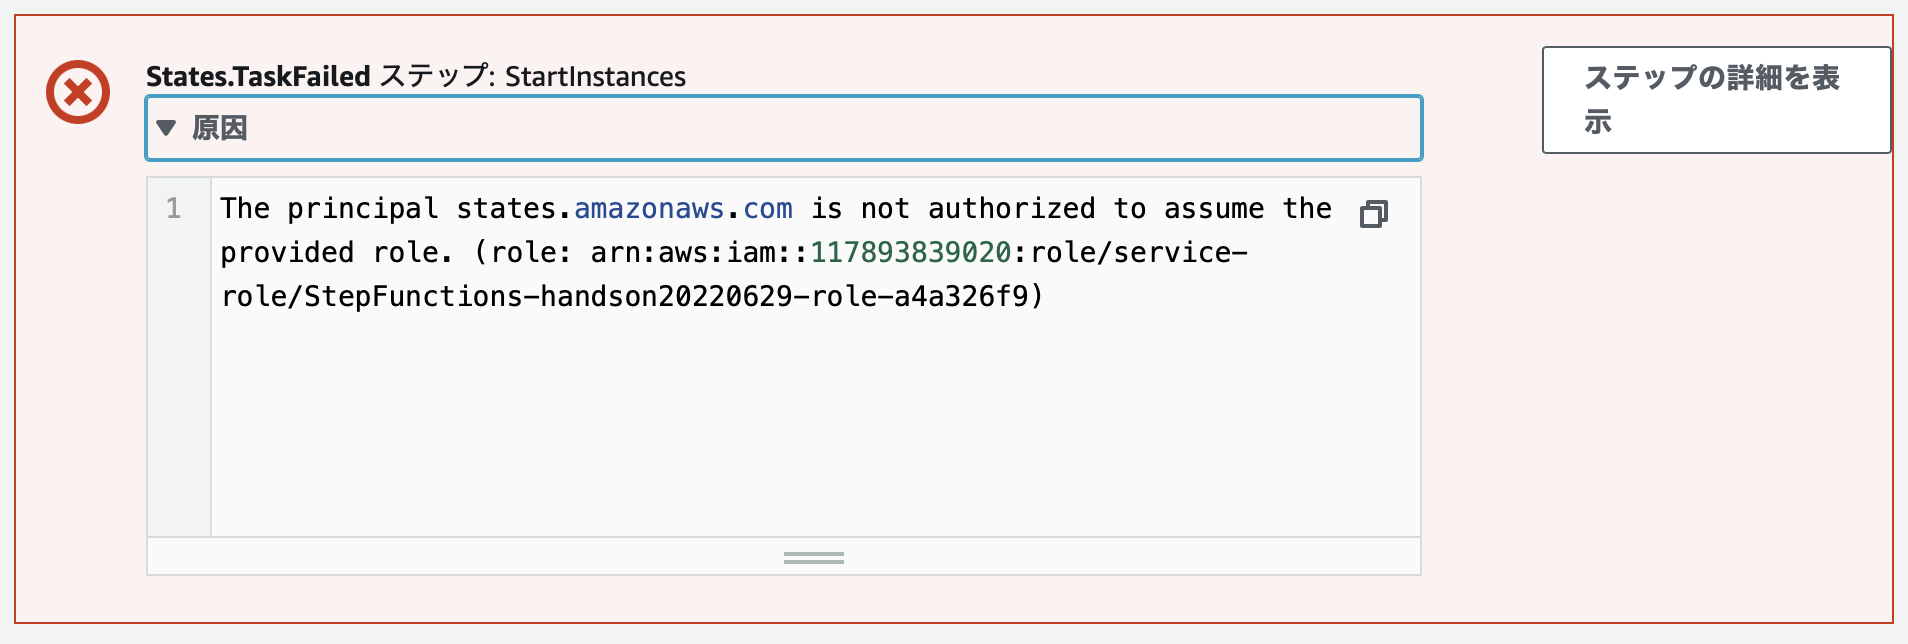 States.TaskFailed ステップ: StartInstances
ステップの詳細を表
示
▼ 原因
1
The principal states.amazonaws.com is not authorized to assume the
provided role. (role: arn:aws:iam::117893839020:role/service-
role/StepFunctions-handson20220629-role-a4a326f9)